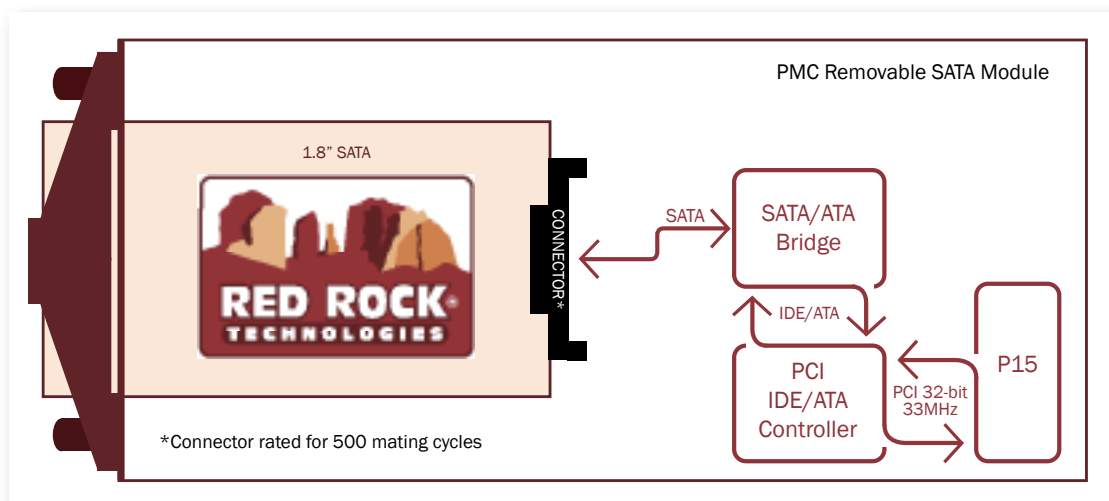 PMC Removable SATA Module
1.8” SATA
RED ROCK
TECHNOLOGIES
CONNECTOR*
SATA
SATA/ATA
Bridge
IDE/ATA
PCI
IDE/ATA
Controller
PCI 32-bit
33MHz
P15
*Connector rated for 500 mating cycles